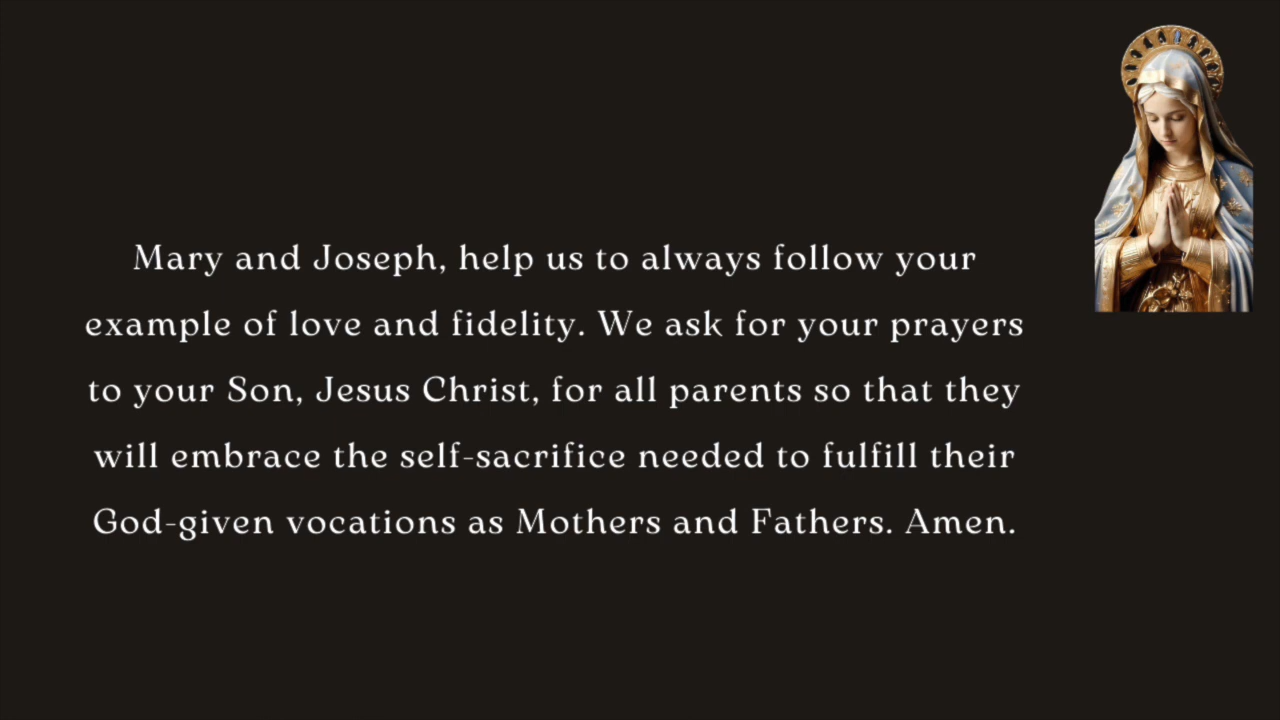 Mary and Joseph, help us to always follow your
example of love and fidelity. We ask for your prayers
to your Son, Jesus Christ, for all parents so that they
will embrace the self-sacrifice needed to fulfill their
God-given vocations as Mothers and Fathers. Amen.